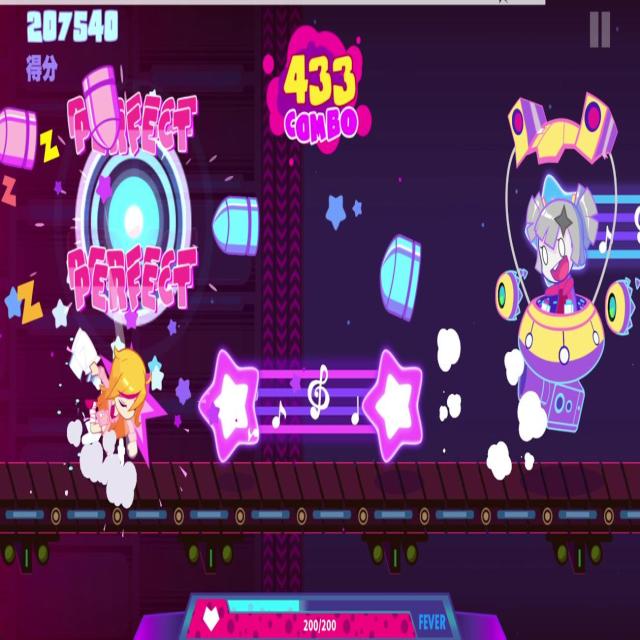 207540
得分
433
COMBO
PERFECT
PERFECT
Z
Z
Z
200/200
FEVER